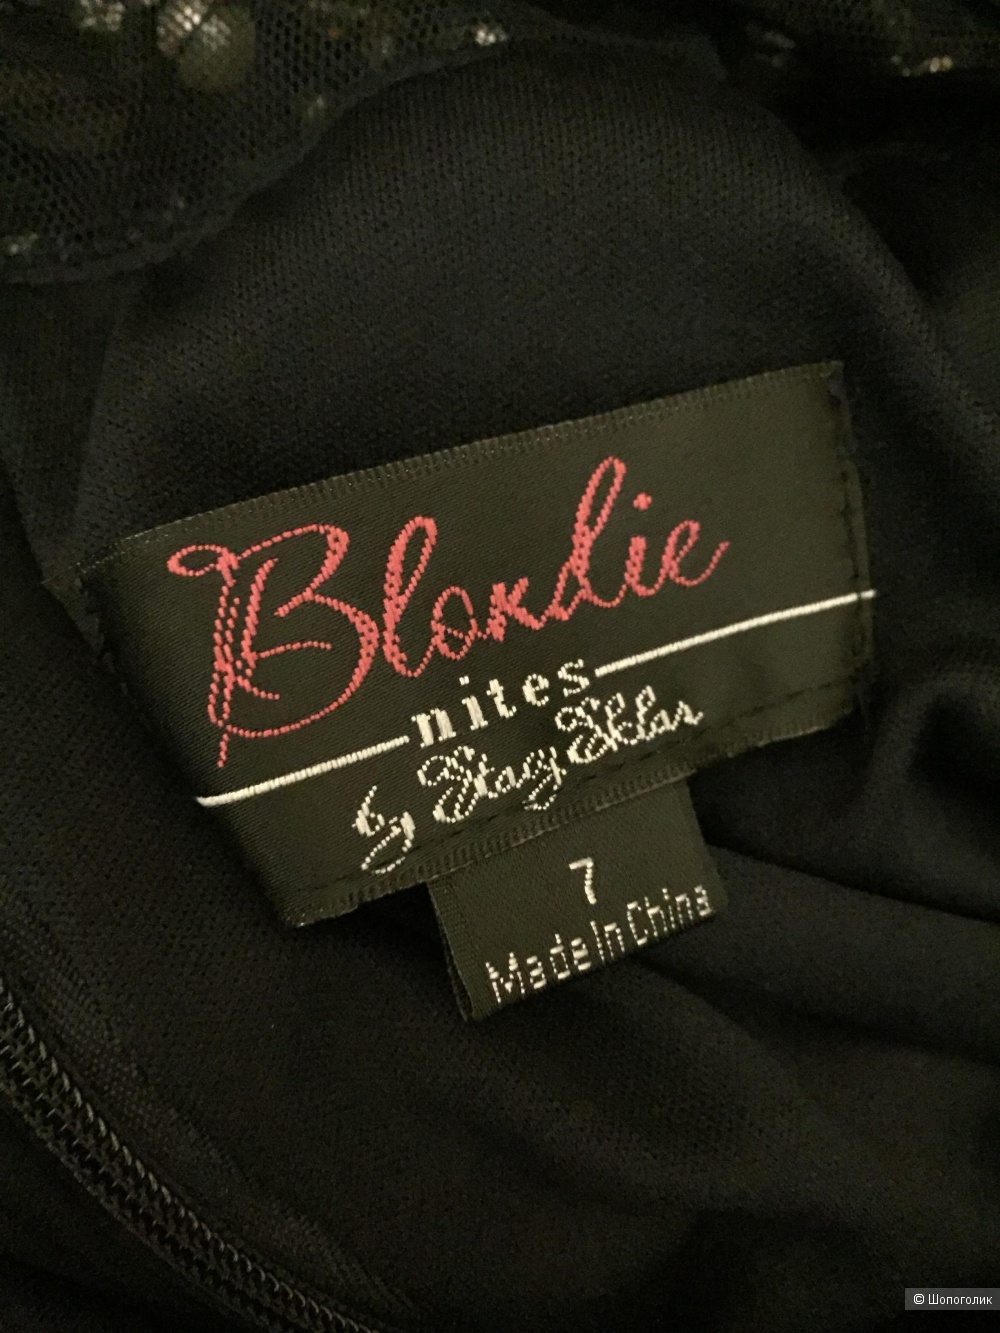 Blondie
nites
by Stacy Sklar
7
Made In China
© Шопоголик